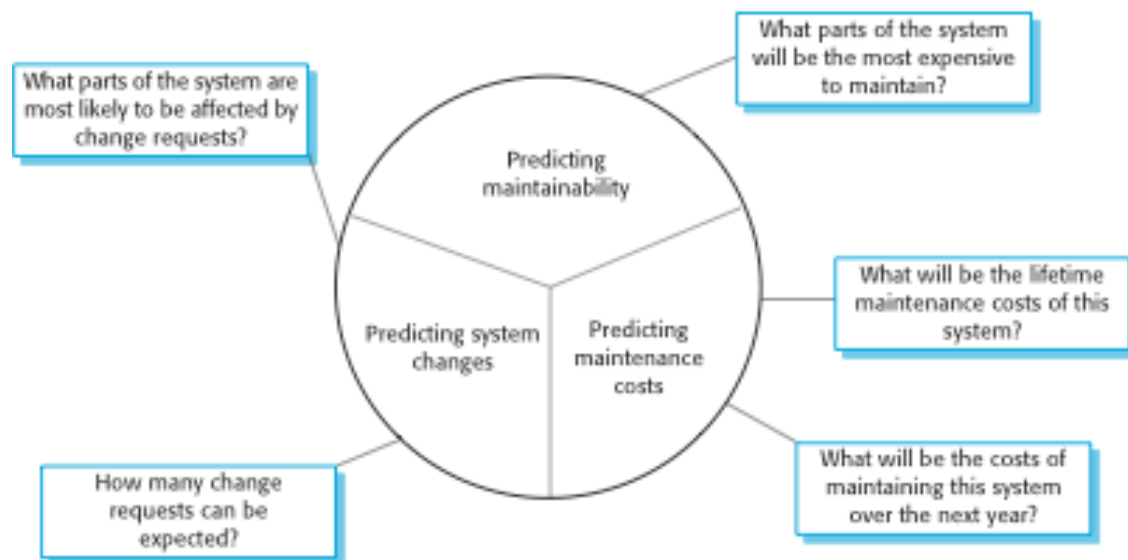 What parts of the system
will be the most expensive
to maintain?
What parts of the system are
most likely to be affected by
change requests?
Predicting
maintainability
What will be the lifetime
maintenance costs of this
system?
Predicting system
changes
Predicting
maintenance
costs
What will be the costs of
maintaining this system
over the next year?
How many change
requests can be
expected?